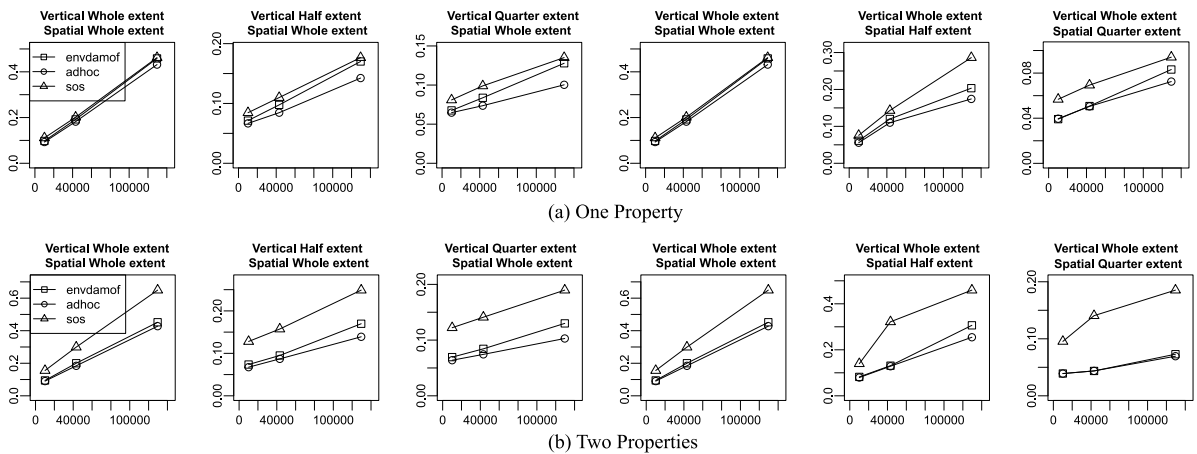 Vertical Whole extent
Spatial Whole extent
envdamof
adhoc
sos
0.0 0.2 0.4
0 40000 100000
Vertical Half extent
Spatial Whole extent
0.00 0.10 0.20
0 40000 100000
Vertical Quarter extent
Spatial Whole extent
0.00 0.05 0.10 0.15
0 40000 100000
Vertical Whole extent
Spatial Whole extent
0.0 0.2 0.4
0 40000 100000
Vertical Whole extent
Spatial Half extent
0.00 0.10 0.20 0.30
0 40000 100000
Vertical Whole extent
Spatial Quarter extent
0.00 0.04 0.08
0 40000 100000
(a) One Property
Vertical Whole extent
Spatial Whole extent
envdamof
adhoc
sos
0.0 0.2 0.4 0.6
0 40000 100000
Vertical Half extent
Spatial Whole extent
0.00 0.10 0.20
0 40000 100000
Vertical Quarter extent
Spatial Whole extent
0.00 0.10 0.20
0 40000 100000
Vertical Whole extent
Spatial Whole extent
0.0 0.2 0.4 0.6
0 40000 100000
Vertical Whole extent
Spatial Half extent
0.0 0.2 0.4
0 40000 100000
Vertical Whole extent
Spatial Quarter extent
0.00 0.10 0.20
0 40000 100000
(b) Two Properties